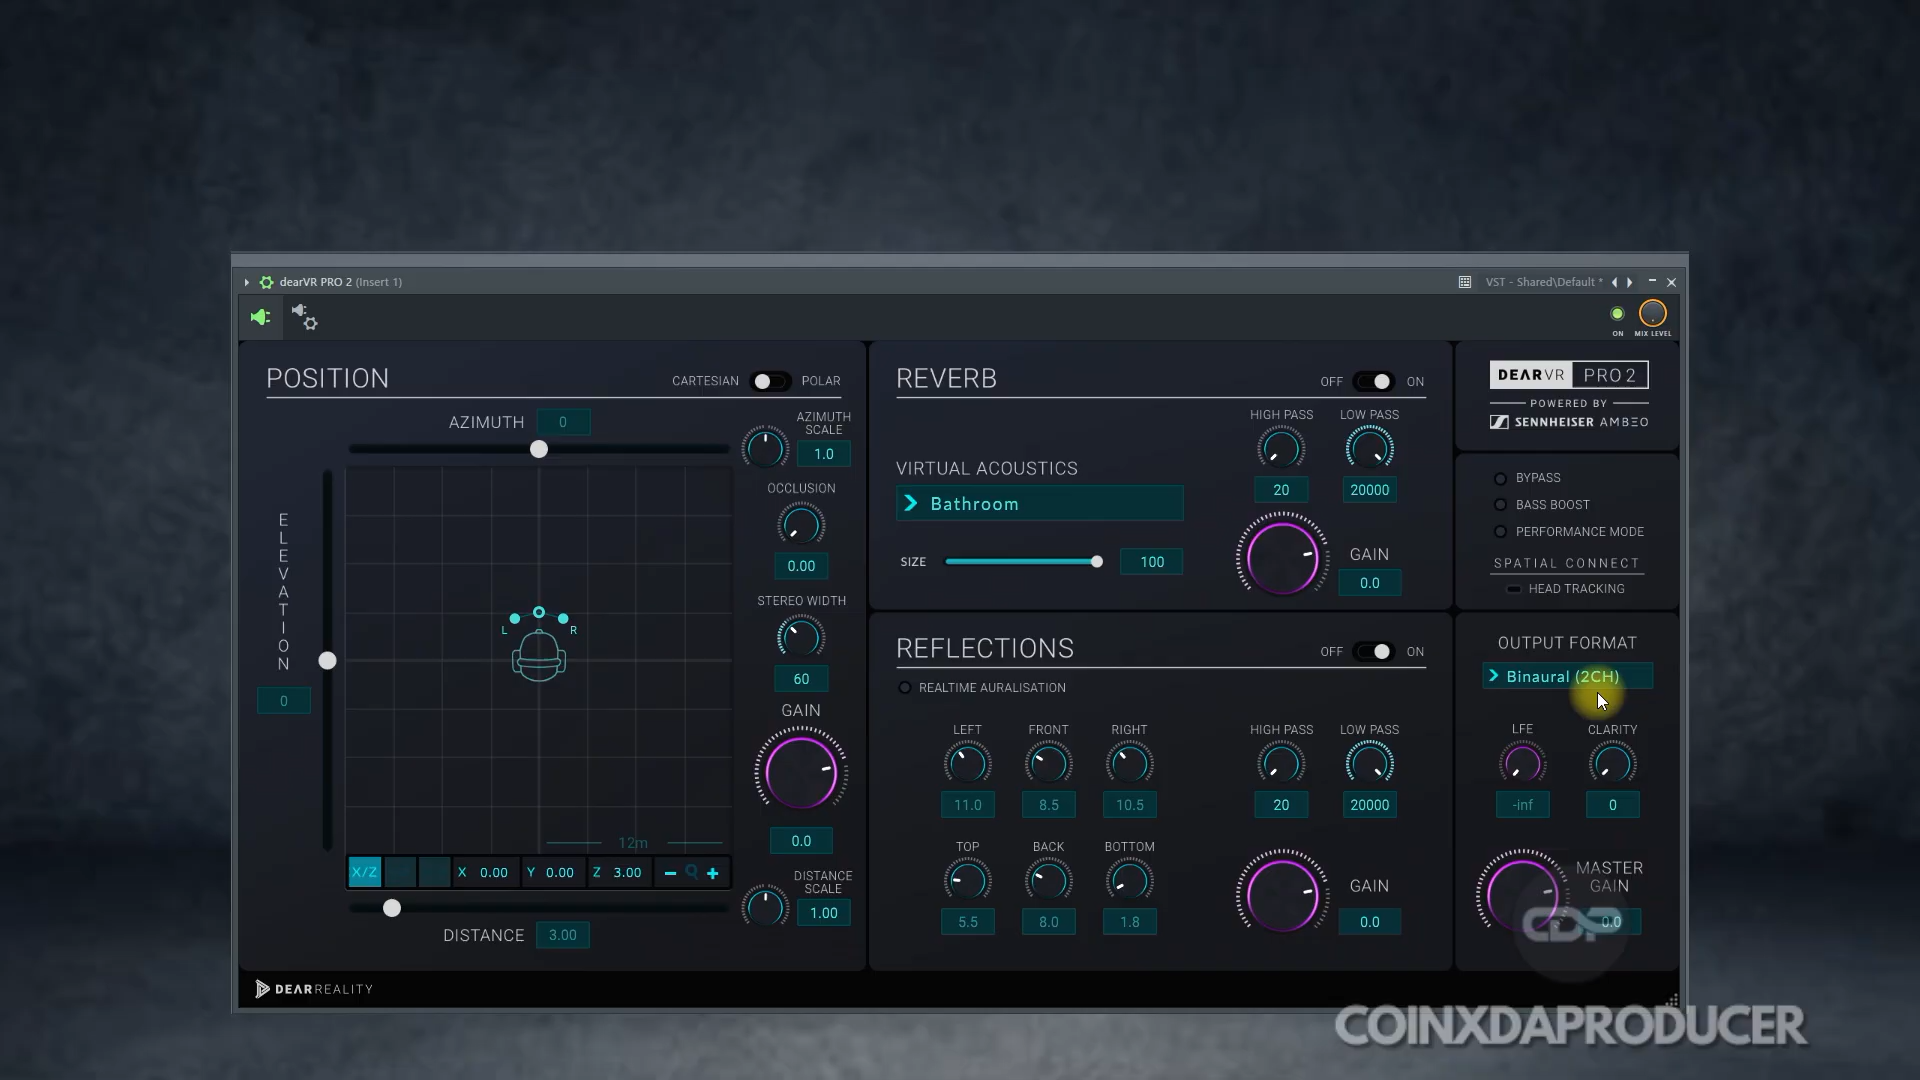 dearVR PRO 2 (Insert 1)
VST - Shared\Default *
ON
MIX LEVEL
POSITION
CARTESIAN
POLAR
AZIMUTH
0
AZIMUTH
SCALE
1.0
OCCLUSION
0.00
ELEVATION
0
STEREO WIDTH
60
L
R
GAIN
0.0
12m
X/Z
X 0.00
Y 0.00
Z 3.00
DISTANCE
SCALE
1.00
DISTANCE
3.00
REVERB
OFF
ON
HIGH PASS
LOW PASS
20
20000
VIRTUAL ACOUSTICS
Bathroom
SIZE
100
GAIN
0.0
REFLECTIONS
OFF
ON
REALTIME AURALISATION
LEFT
FRONT
RIGHT
HIGH PASS
LOW PASS
11.0
8.5
10.5
20
20000
TOP
BACK
BOTTOM
5.5
8.0
1.8
GAIN
0.0
DEARVR PRO 2
POWERED BY
SENNHEISER AMBEO
BYPASS
BASS BOOST
PERFORMANCE MODE
SPATIAL CONNECT
HEAD TRACKING
OUTPUT FORMAT
Binaural (2CH)
LFE
CLARITY
-inf
0
MASTER
GAIN
0.0
CDP
DEARREALITY
COINXDAPRODUCER